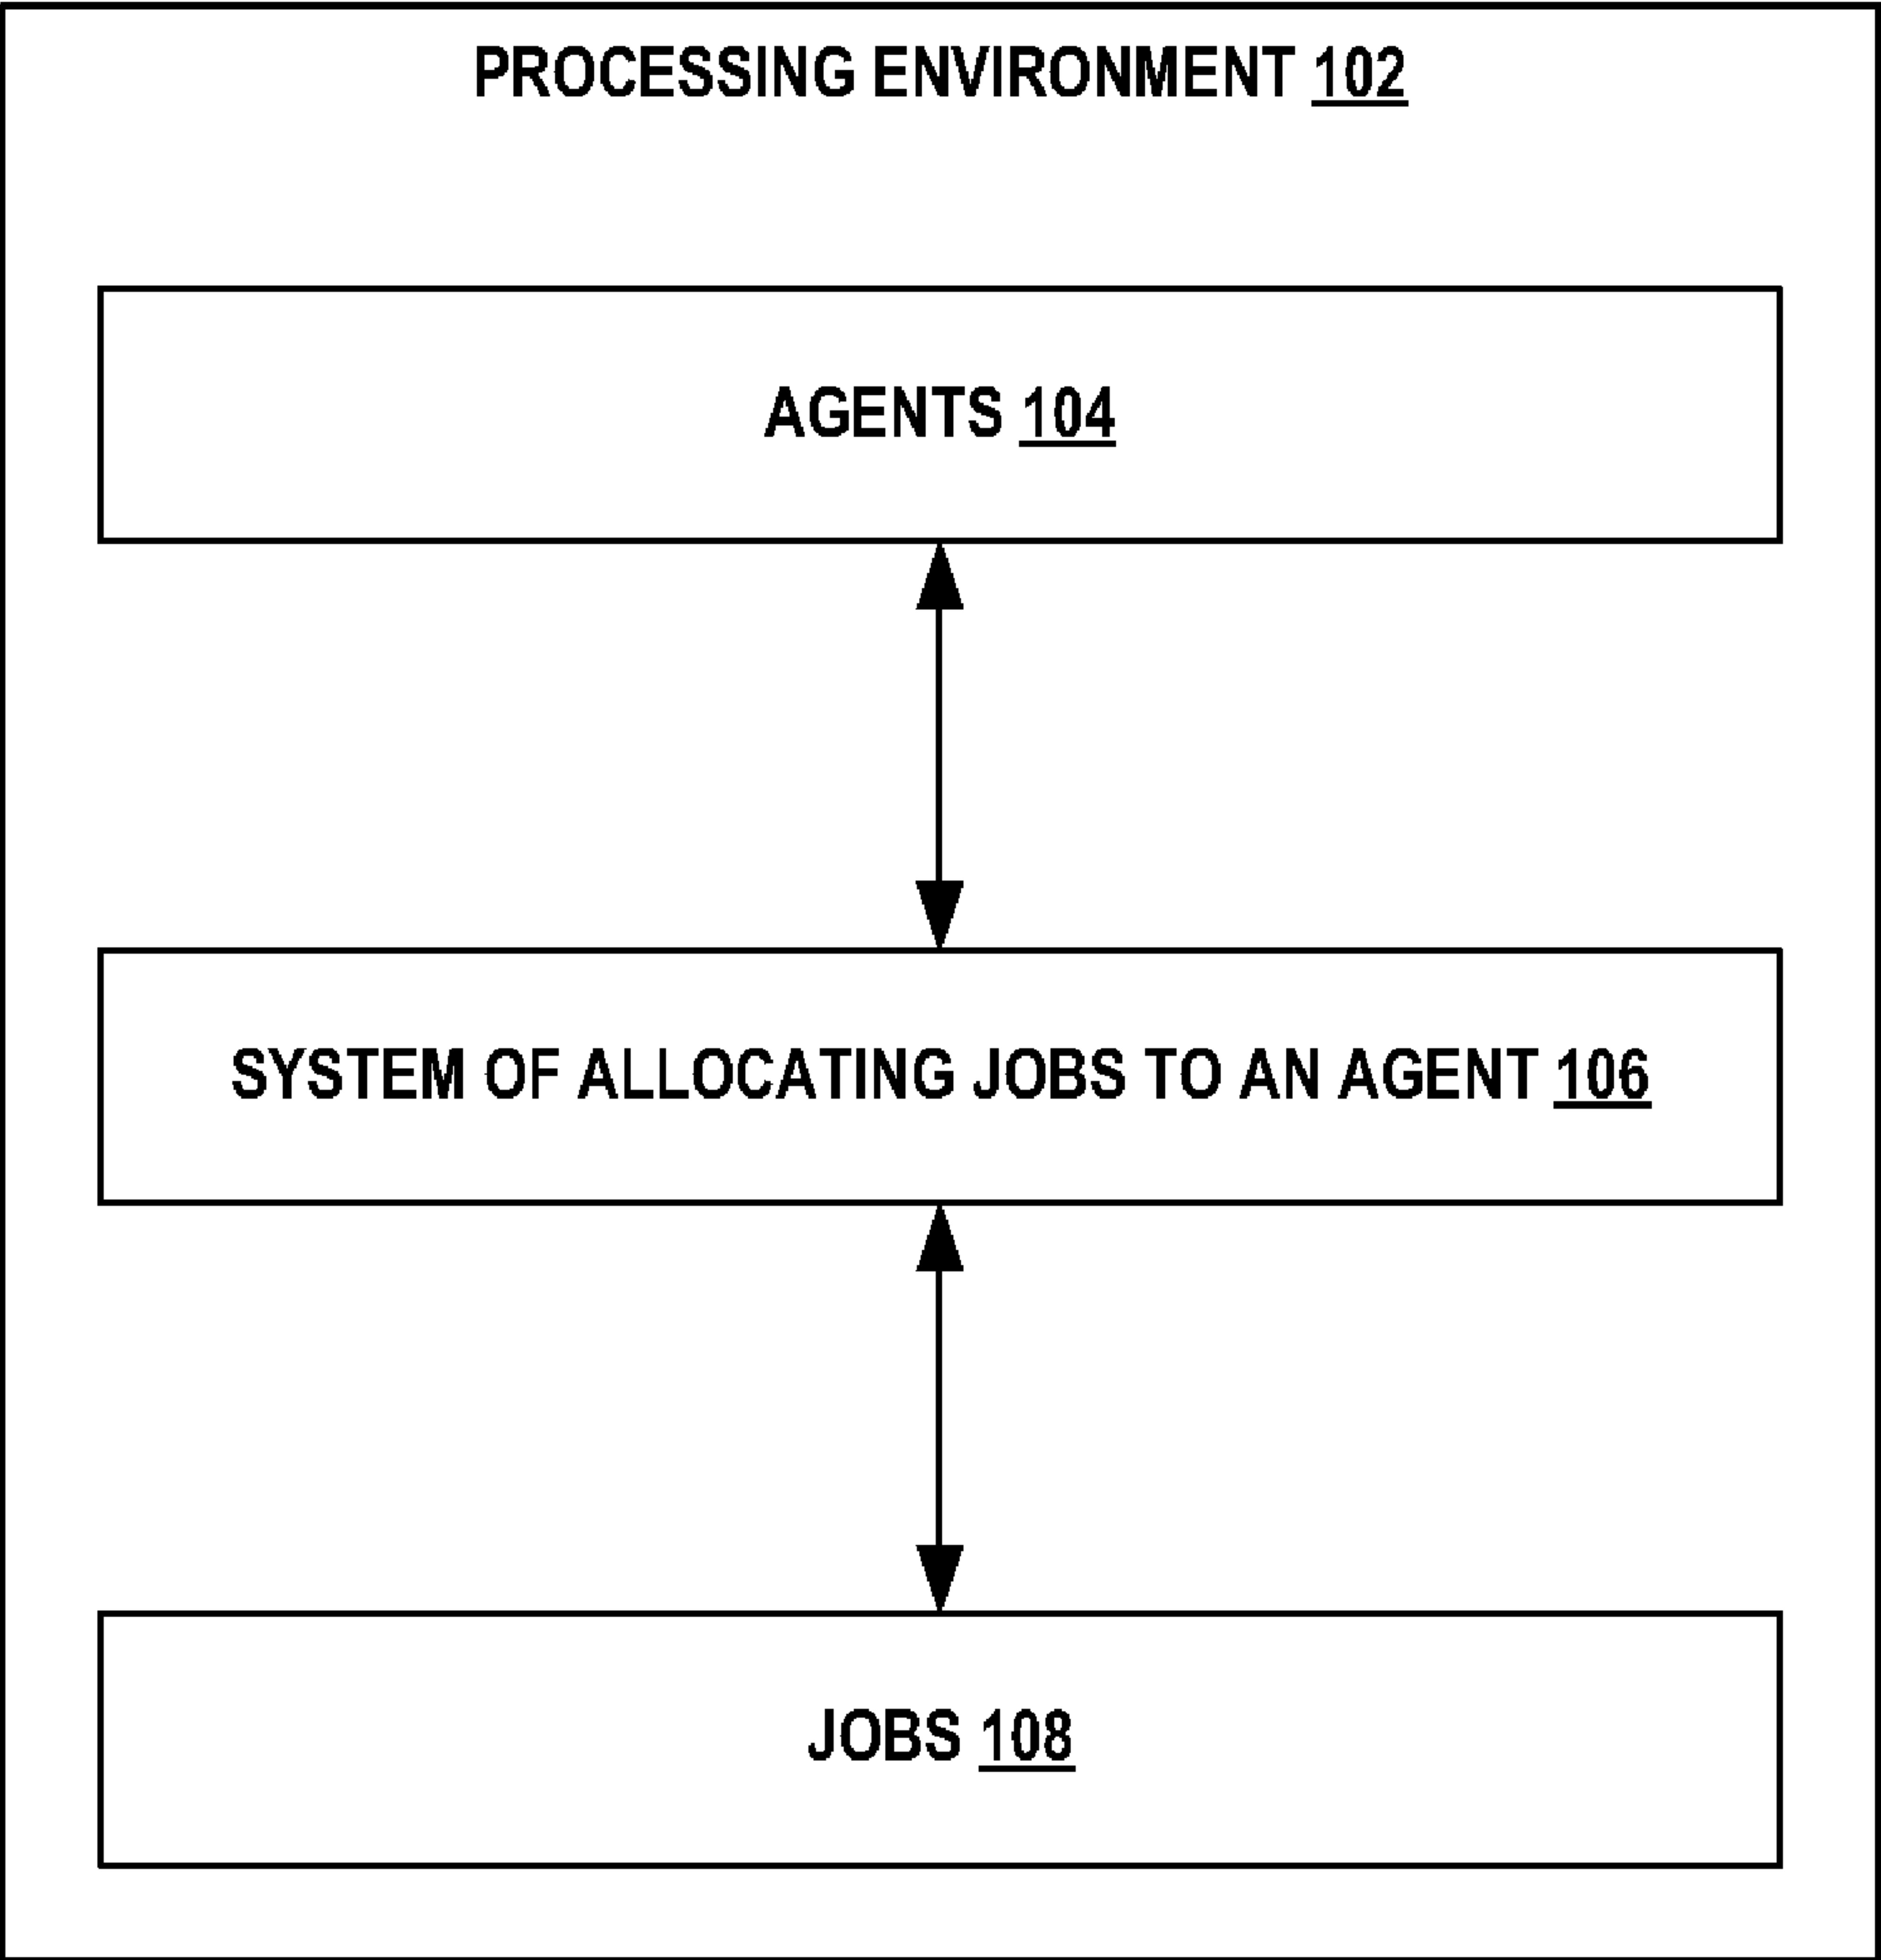 PROCESSING ENVIRONMENT 102
AGENTS 104
SYSTEM OF ALLOCATING JOBS TO AN AGENT 106
JOBS 108